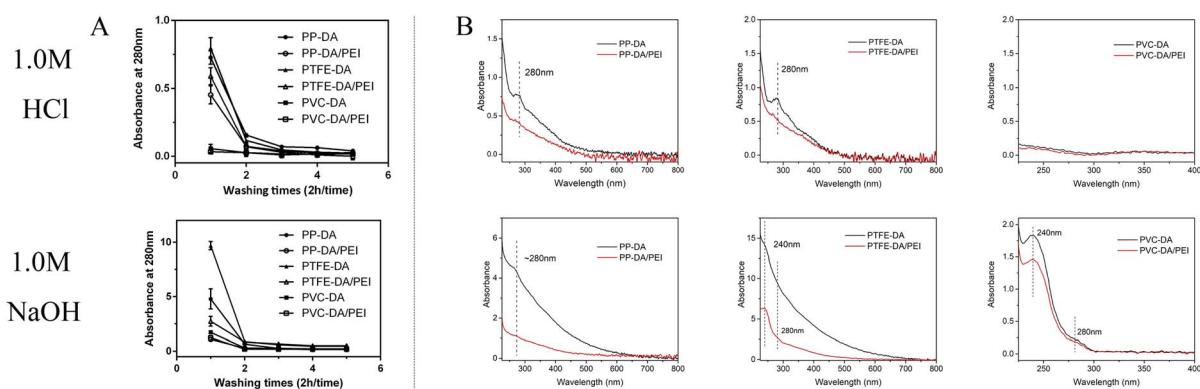 A
B
1.0M
HCl
Absorbance at 280nm
1.0
0.5
0.0
0
2
4
6
Washing times (2h/time)
PP-DA
PP-DA/PEI
PTFE-DA
PTFE-DA/PEI
PVC-DA
PVC-DA/PEI
Absorbance
1.5
1.0
0.5
0.0
300
400
500
600
700
800
Wavelength (nm)
280nm
PP-DA
PP-DA/PEI
Absorbance
1.5
1.0
0.5
0.0
300
400
500
600
700
800
Wavelength (nm)
280nm
PTFE-DA
PTFE-DA/PEI
Absorbance
2.0
1.5
1.0
0.5
0.0
250
300
350
400
Wavelength (nm)
PVC-DA
PVC-DA/PEI
1.0M
NaOH
Absorbance at 280nm
10
5
0
0
2
4
6
Washing times (2h/time)
PP-DA
PP-DA/PEI
PTFE-DA
PTFE-DA/PEI
PVC-DA
PVC-DA/PEI
Absorbance
6
4
2
0
300
400
500
600
700
800
Wavelength (nm)
~280nm
PP-DA
PP-DA/PEI
Absorbance
15
10
5
0
300
400
500
600
700
800
Wavelength (nm)
240nm
280nm
PTFE-DA
PTFE-DA/PEI
Absorbance
2.0
1.5
1.0
0.5
0.0
250
300
350
400
Wavelength (nm)
240nm
280nm
PVC-DA
PVC-DA/PEI